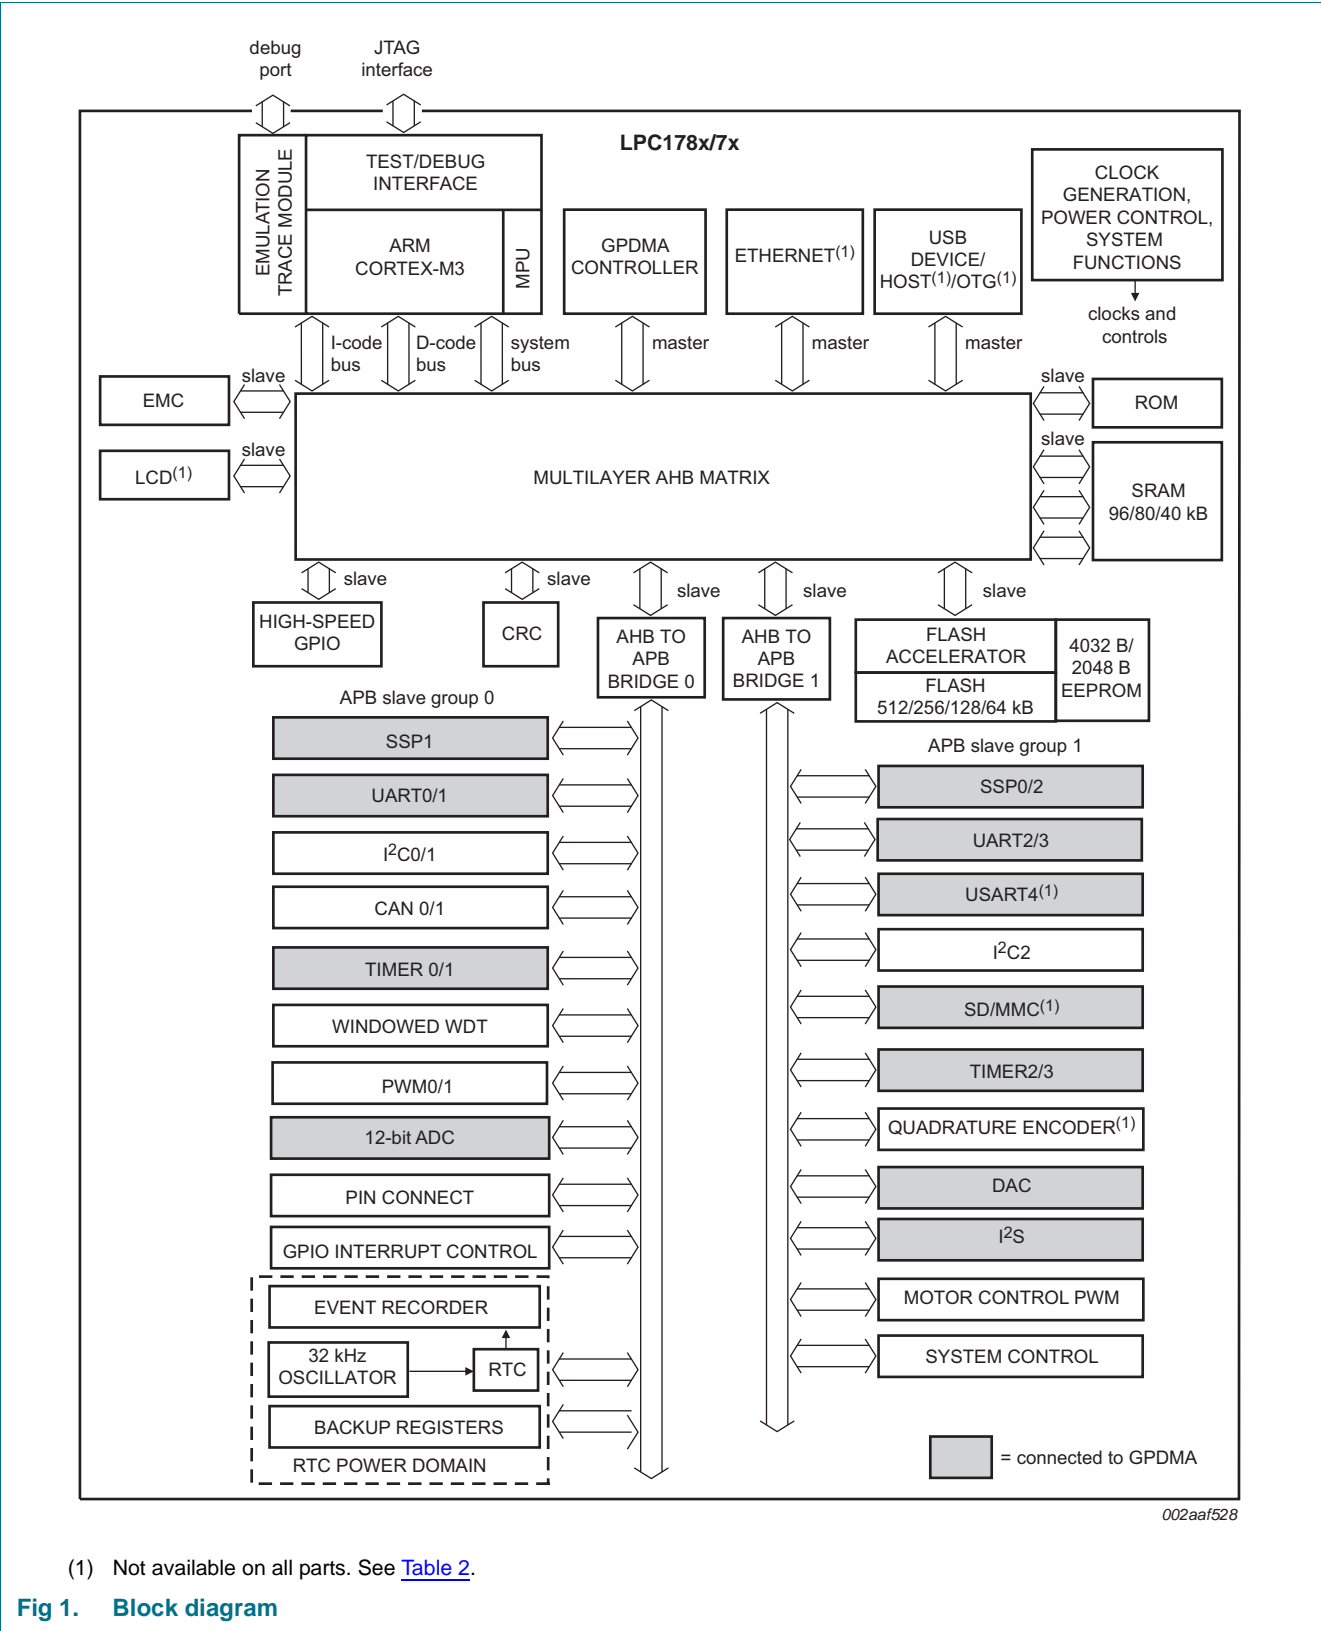 debug
port
JTAG
interface
LPC178x/7x
EMULATION
TRACE MODULE
TEST/DEBUG
INTERFACE
ARM
CORTEX-M3
MPU
GPDMA
CONTROLLER
ETHERNET(1)
USB
DEVICE/
HOST(1)/OTG(1)
CLOCK
GENERATION,
POWER CONTROL,
SYSTEM
FUNCTIONS
clocks and
controls
I-code
bus
D-code
bus
system
bus
master
master
master
EMC
slave
LCD(1)
slave
MULTILAYER AHB MATRIX
slave
ROM
slave
SRAM
96/80/40 kB
slave
slave
slave
slave
slave
HIGH-SPEED
GPIO
CRC
AHB TO
APB
BRIDGE 0
AHB TO
APB
BRIDGE 1
FLASH
ACCELERATOR
FLASH
512/256/128/64 kB
4032 B/
2048 B
EEPROM
APB slave group 0
SSP1
UART0/1
I2C0/1
CAN 0/1
TIMER 0/1
WINDOWED WDT
PWM0/1
12-bit ADC
PIN CONNECT
GPIO INTERRUPT CONTROL
EVENT RECORDER
32 kHz
OSCILLATOR
RTC
BACKUP REGISTERS
RTC POWER DOMAIN
APB slave group 1
SSP0/2
UART2/3
USART4(1)
I2C2
SD/MMC(1)
TIMER2/3
QUADRATURE ENCODER(1)
DAC
I2S
MOTOR CONTROL PWM
SYSTEM CONTROL
= connected to GPDMA
002aaf528
(1) Not available on all parts. See Table 2.
Fig 1. Block diagram